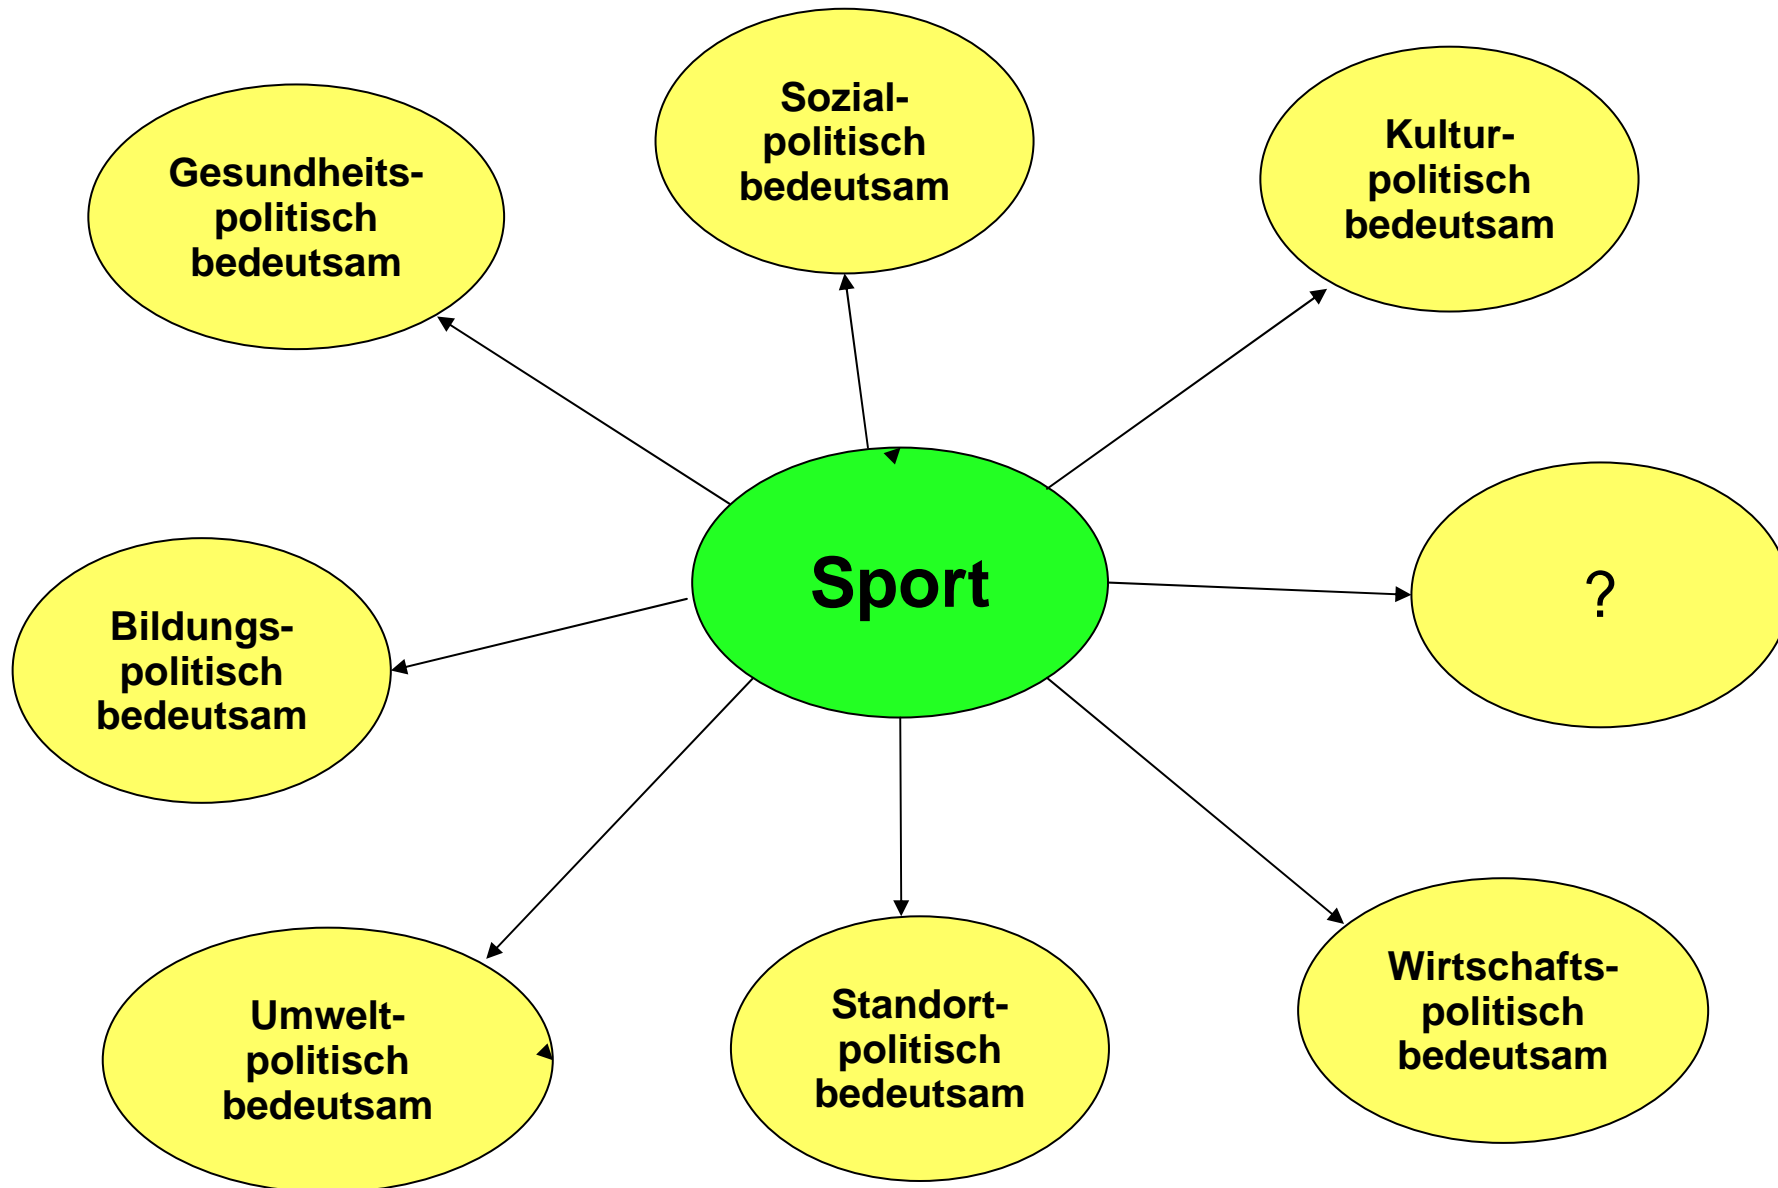 Sozial-
politisch
bedeutsam
Kultur-
politisch
bedeutsam
Gesundheits-
politisch
bedeutsam
Sport
?
Bildungs-
politisch
bedeutsam
Wirtschafts-
politisch
bedeutsam
Standort-
politisch
bedeutsam
Umwelt-
politisch
bedeutsam